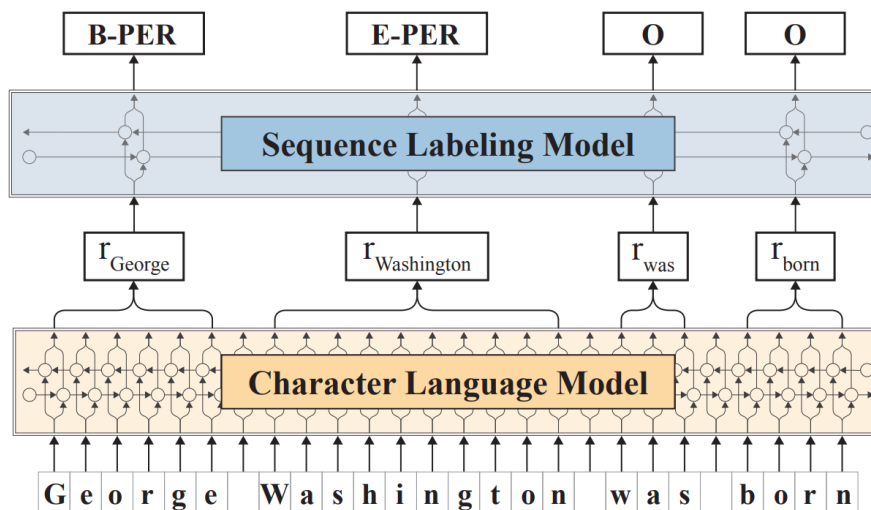 B-PER E-PER O O
Sequence Labeling Model
rGeorge rWashington rwas rborn
Character Language Model
G e o r g e W a s h i n g t o n w a s b o r n